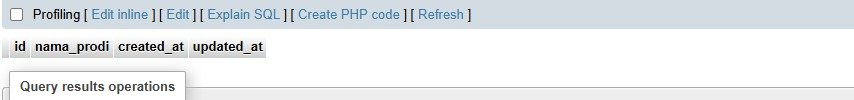 Profiling [ Edit inline ] [ Edit ] [ Explain SQL ] [ Create PHP code ] [ Refresh ]
id nama_prodi created_at updated_at
Query results operations